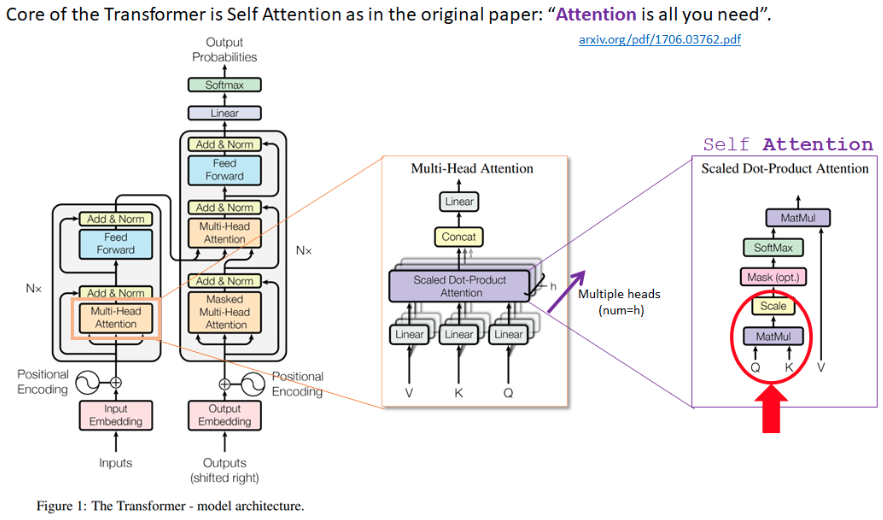 Core of the Transformer is Self Attention as in the original paper: “Attention is all you need”.
arxiv.org/pdf/1706.03762.pdf
Output
Probabilities
Softmax
Linear
Add & Norm
Feed
Forward
Add & Norm
Multi-Head
Attention
Add & Norm
Masked
Multi-Head
Attention
Nx
Positional
Encoding
Output
Embedding
Outputs
(shifted right)
Add & Norm
Feed
Forward
Add & Norm
Multi-Head
Attention
Nx
Positional
Encoding
Input
Embedding
Inputs
Figure 1: The Transformer - model architecture.
Multi-Head Attention
Linear
Concat
Scaled Dot-Product
Attention
h
Linear
Linear
Linear
V
K
Q
Multiple heads
(num=h)
Self Attention
Scaled Dot-Product Attention
MatMul
SoftMax
Mask (opt.)
Scale
MatMul
Q
K
V